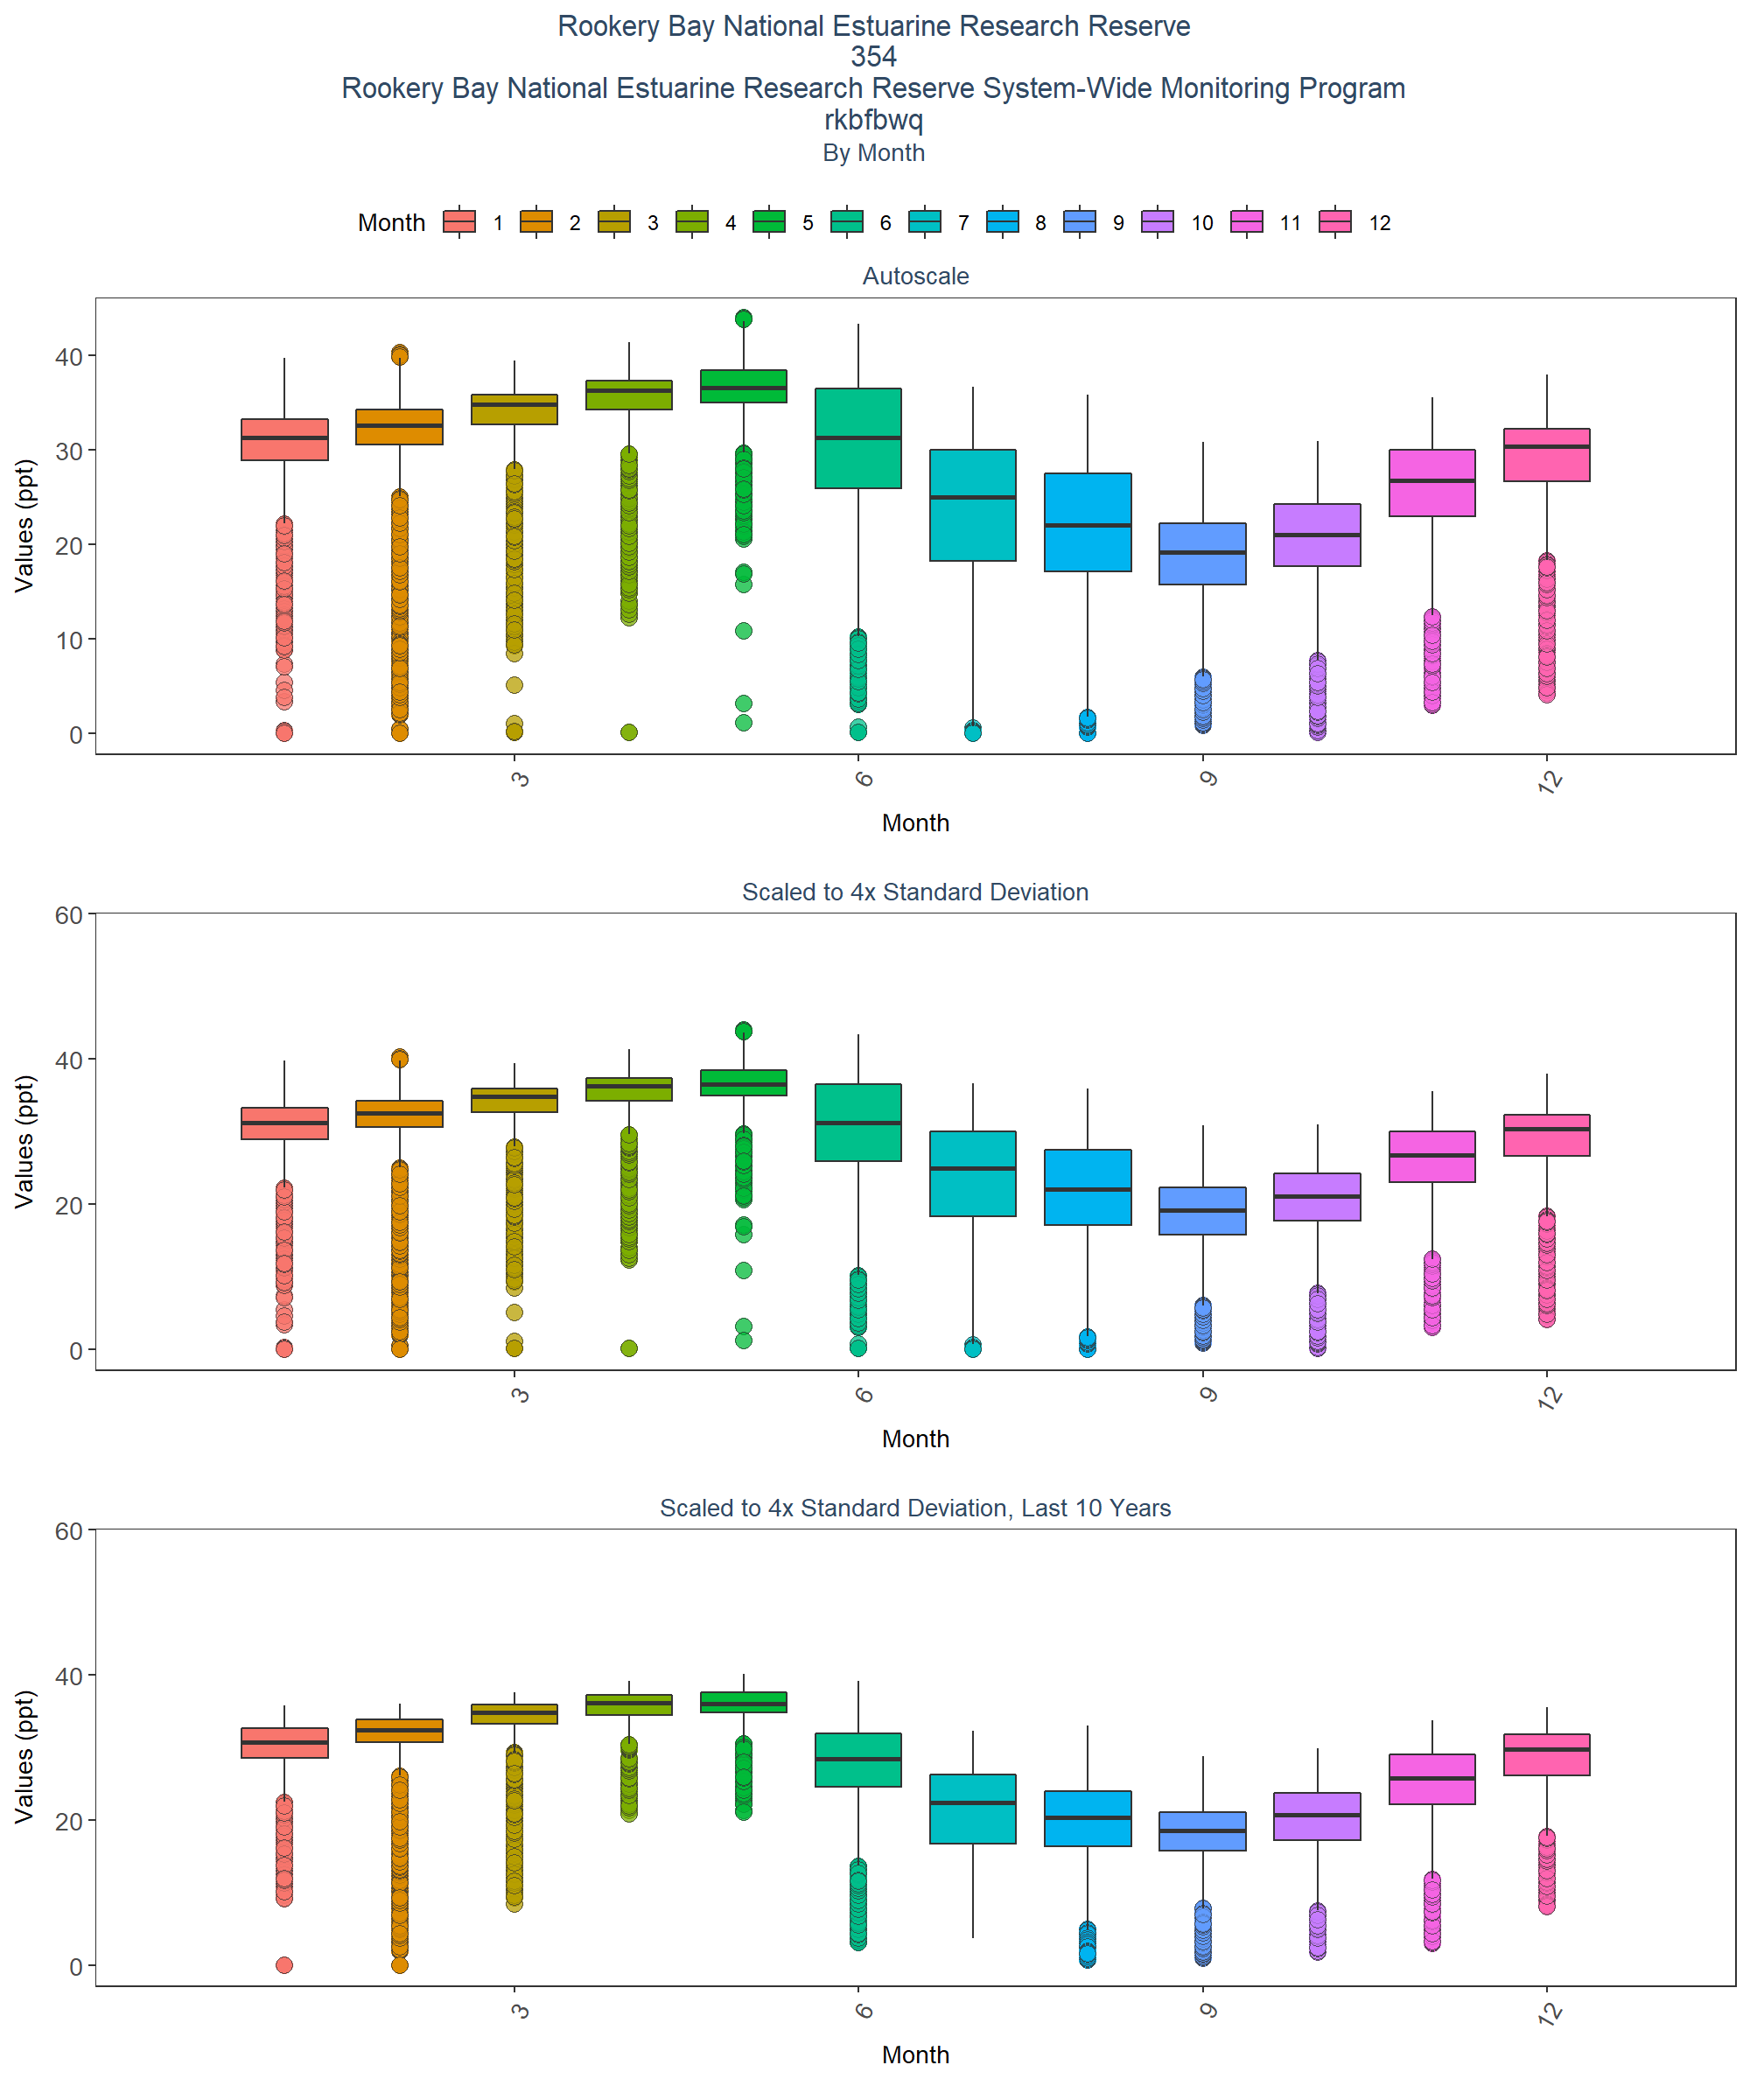 Rookery Bay National Estuarine Research Reserve
354
Rookery Bay National Estuarine Research Reserve System-Wide Monitoring Program
rkbfbwq
By Month
Month 1 2 3 4 5 6 7 8 9 10 11 12
Autoscale
Values (ppt)
40
30
20
10
0
3 6 9 12
Month
Scaled to 4x Standard Deviation
Values (ppt)
60
40
20
0
3 6 9 12
Month
Scaled to 4x Standard Deviation, Last 10 Years
Values (ppt)
60
40
20
0
3 6 9 12
Month